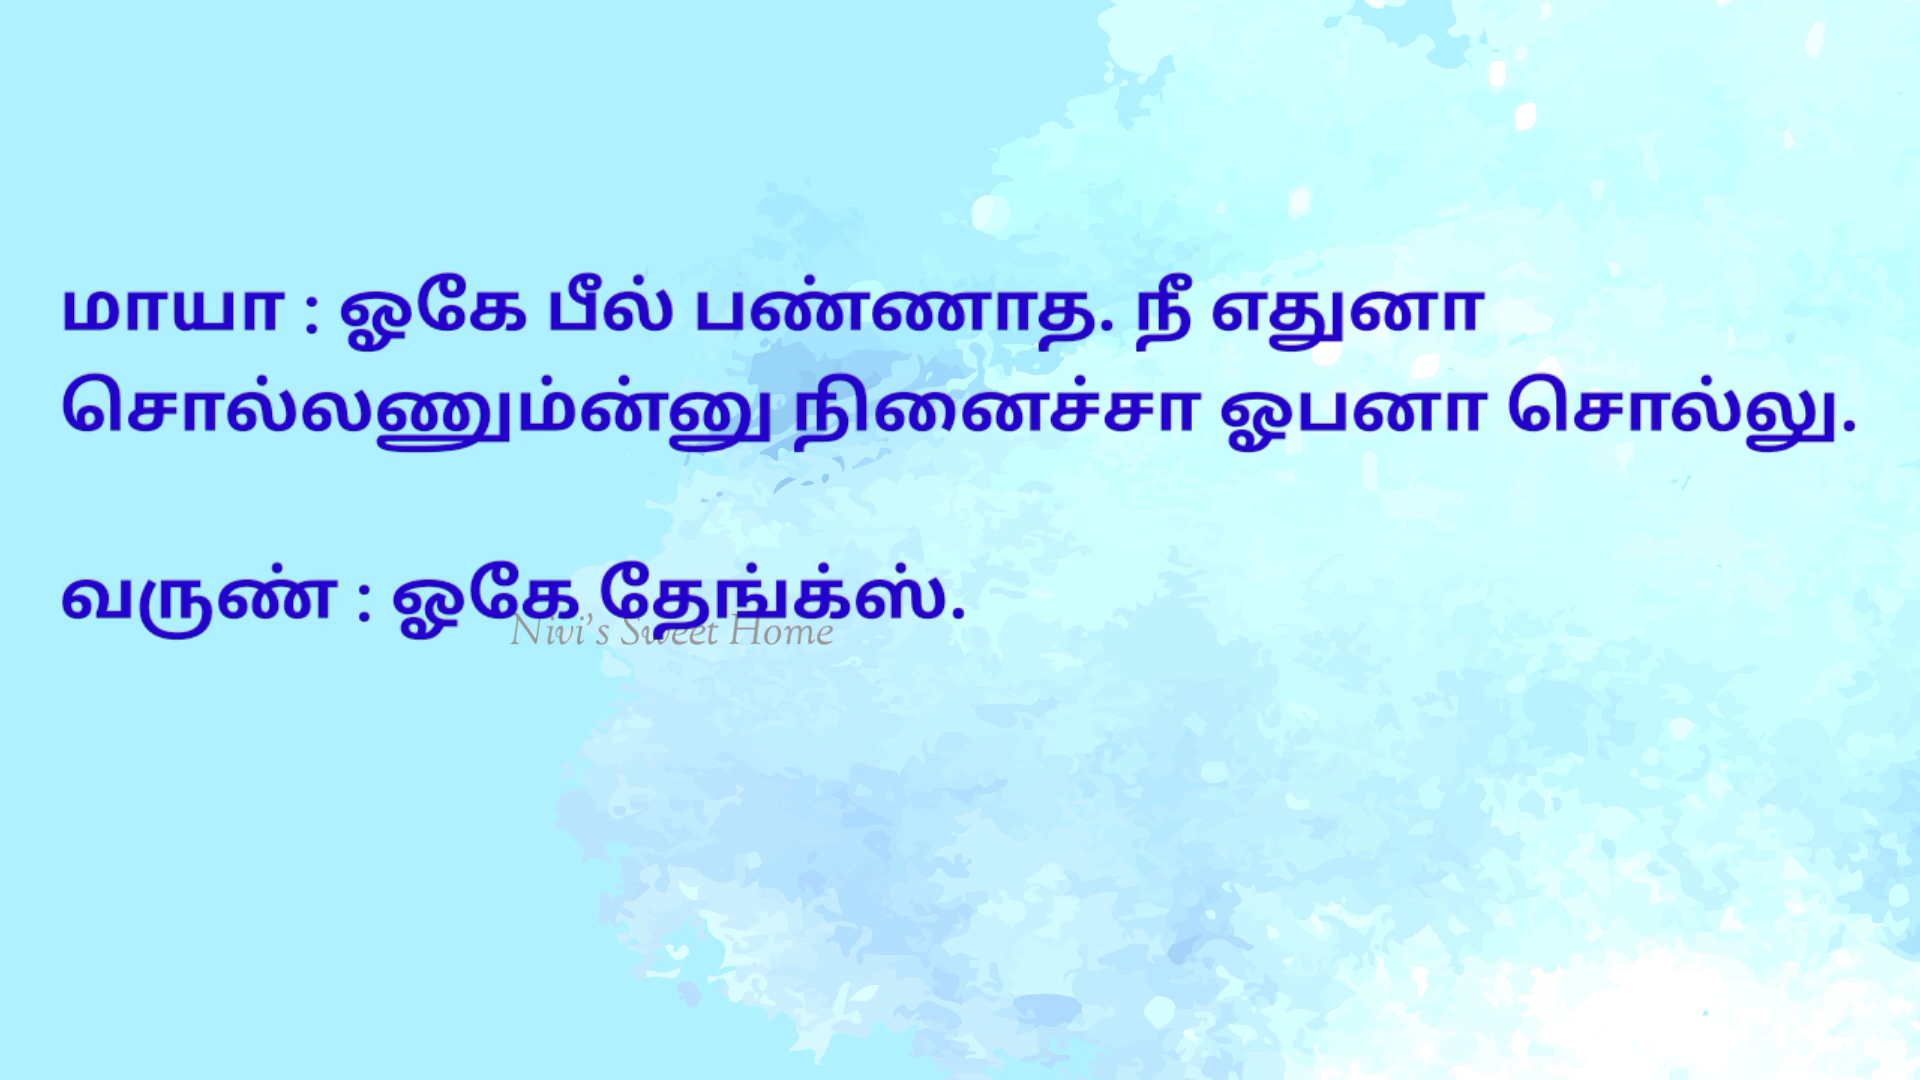 மாயா : ஓகே பீல் பண்ணாத. நீ எதுனா
சொல்லணும்ன்னு நினைச்சா ஓபனா சொல்லு.
வருண் : ஓகே தேங்க்ஸ்.
Nivi's Sweet Home